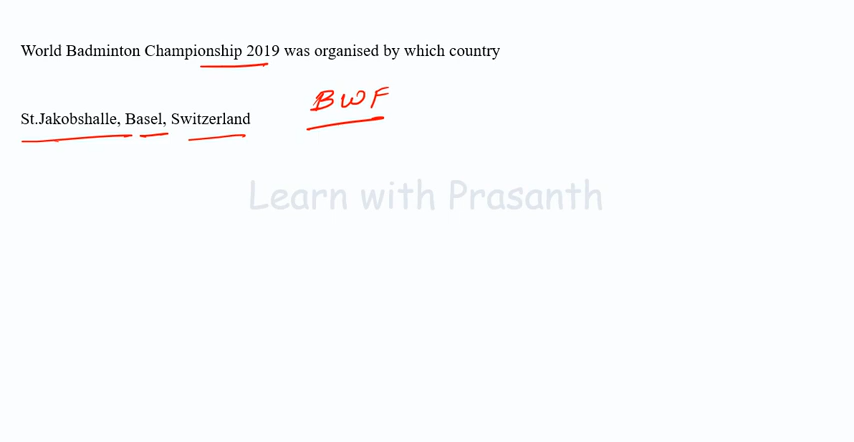 World Badminton Championship 2019 was organised by which country
BWF
St.Jakobshalle, Basel, Switzerland
Learn with Prasanth